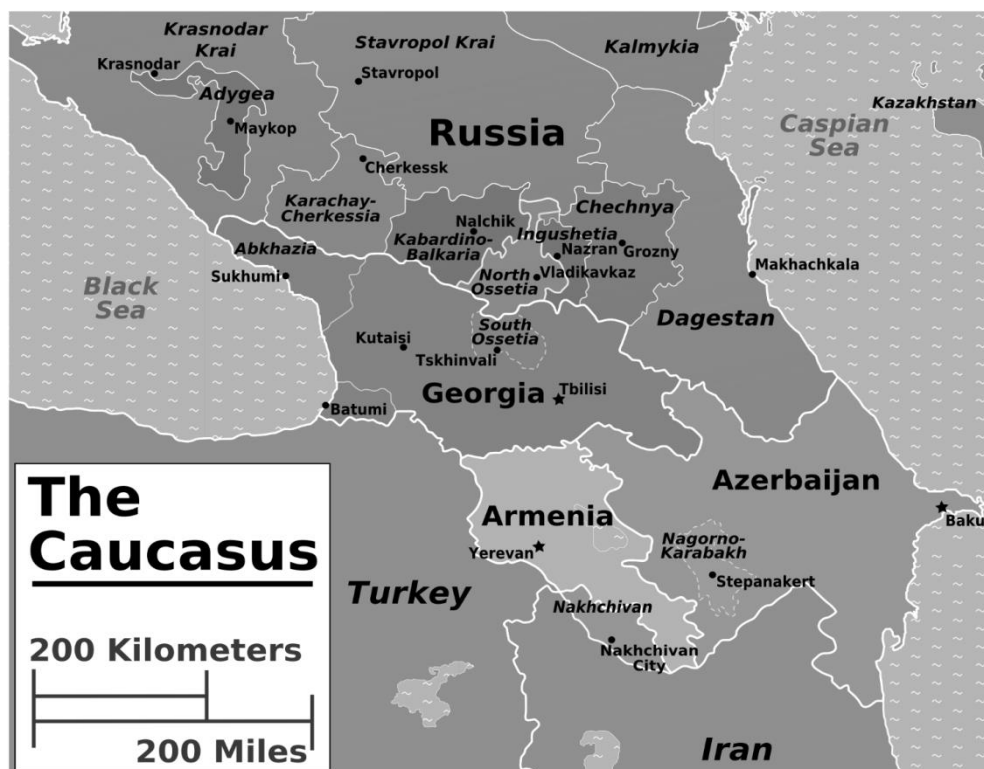 Krasnodar
Krai
Krasnodar
Adygea
Maykop
Stavropol Krai
Stavropol
Kalmykia
Kazakhstan
Caspian
Sea
Russia
Cherkessk
Karachay-
Cherkessia
Nalchik
Kabardino-
Balkaria
Chechnya
Ingushetia
Nazran
Grozny
North
Ossetia
Vladikavkaz
Makhachkala
Dagestan
Abkhazia
Sukhumi
Black
Sea
Kutaisi
South
Ossetia
Tskhinvali
Georgia
Tbilisi
Batumi
Azerbaijan
Baku
Armenia
Yerevan
Nagorno-
Karabakh
Stepanakert
Turkey
Nakhchivan
Nakhchivan
City
Iran
The
Caucasus
200 Kilometers
200 Miles